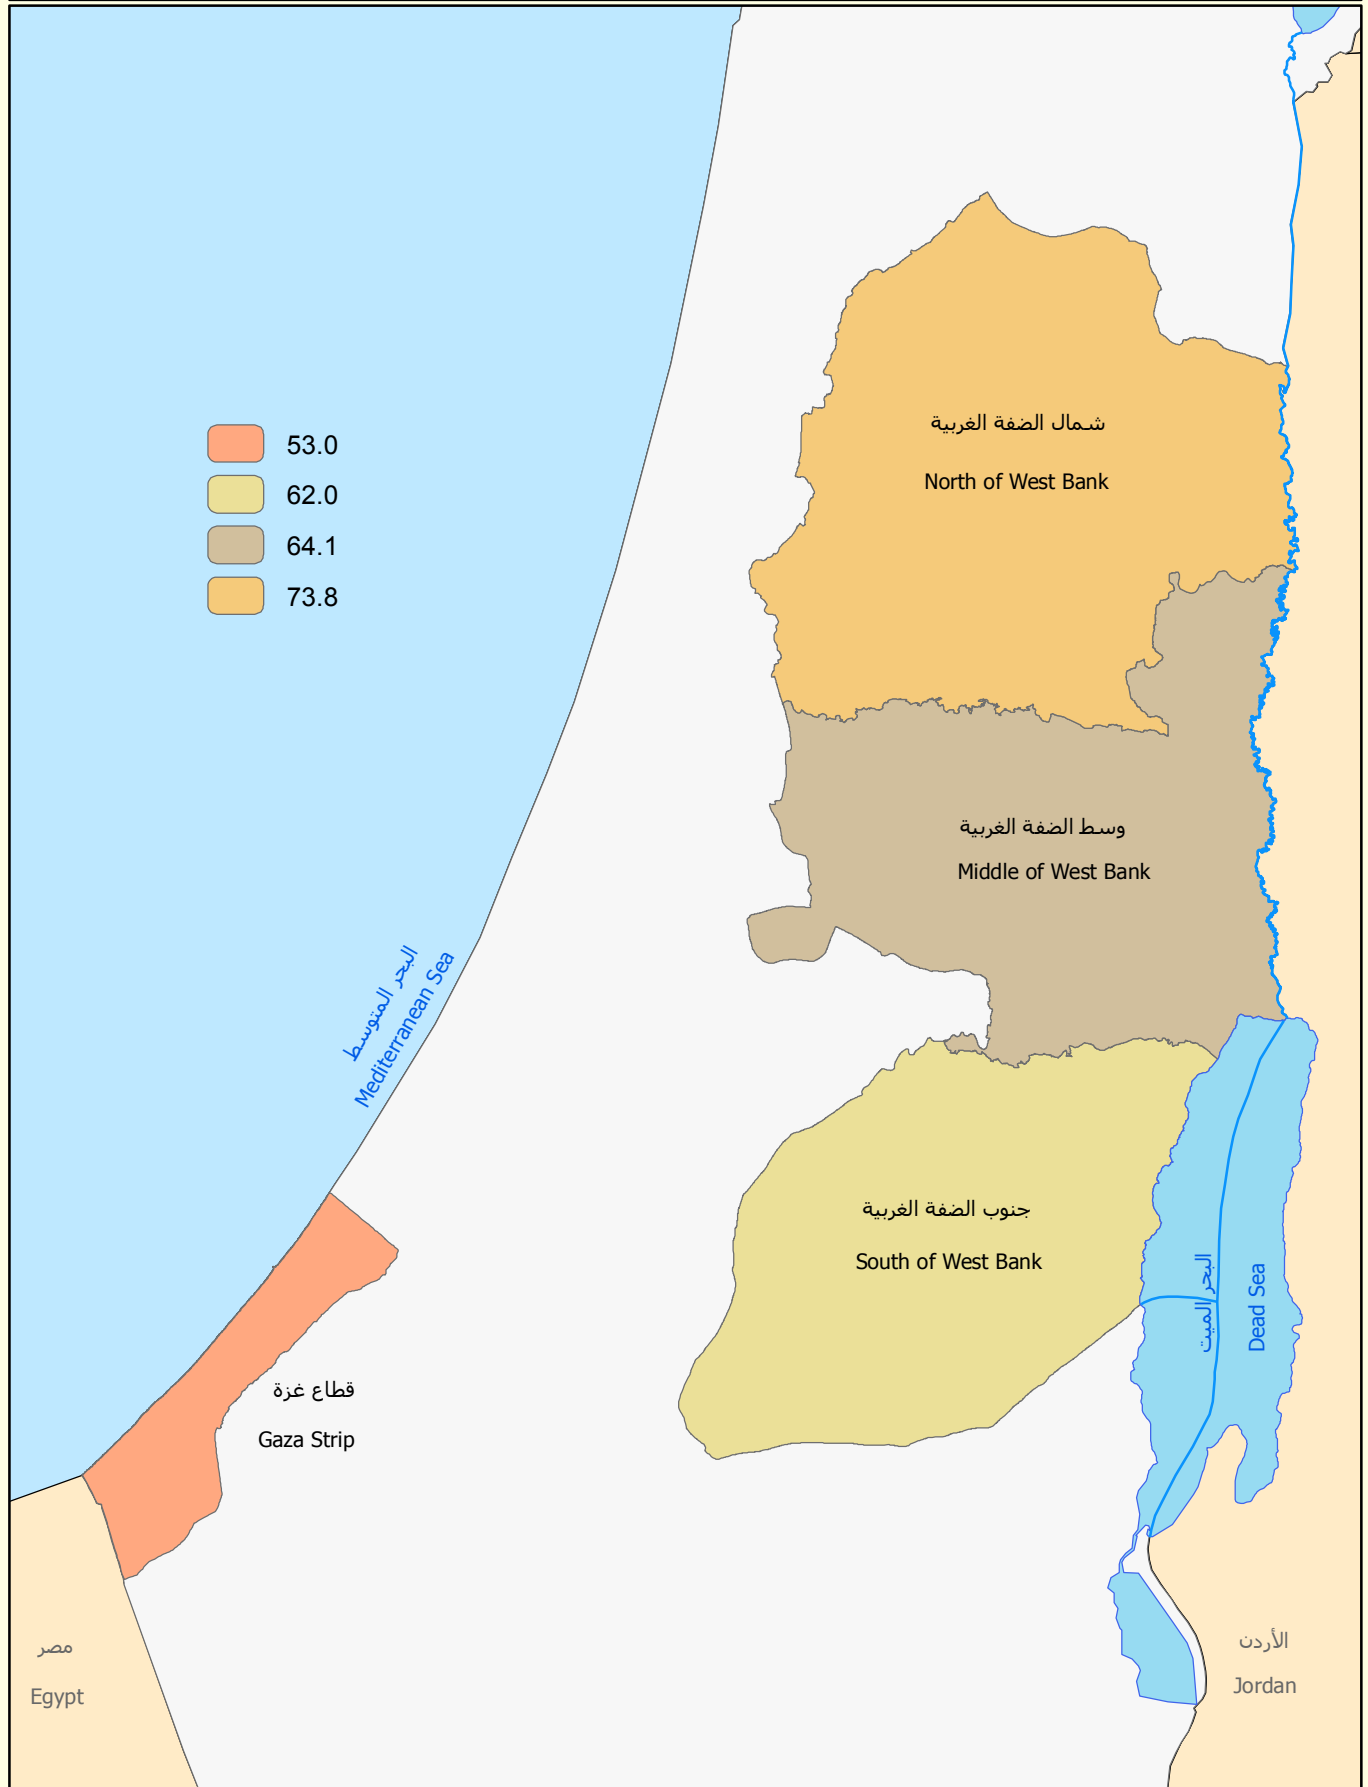 53.0
62.0
64.1
73.8
شمال الضفة الغربية
North of West Bank
وسط الضفة الغربية
Middle of West Bank
البحر المتوسط
Mediterranean Sea
جنوب الضفة الغربية
South of West Bank
البحر الميت
Dead Sea
قطاع غزة
Gaza Strip
مصر
Egypt
الأردن
Jordan